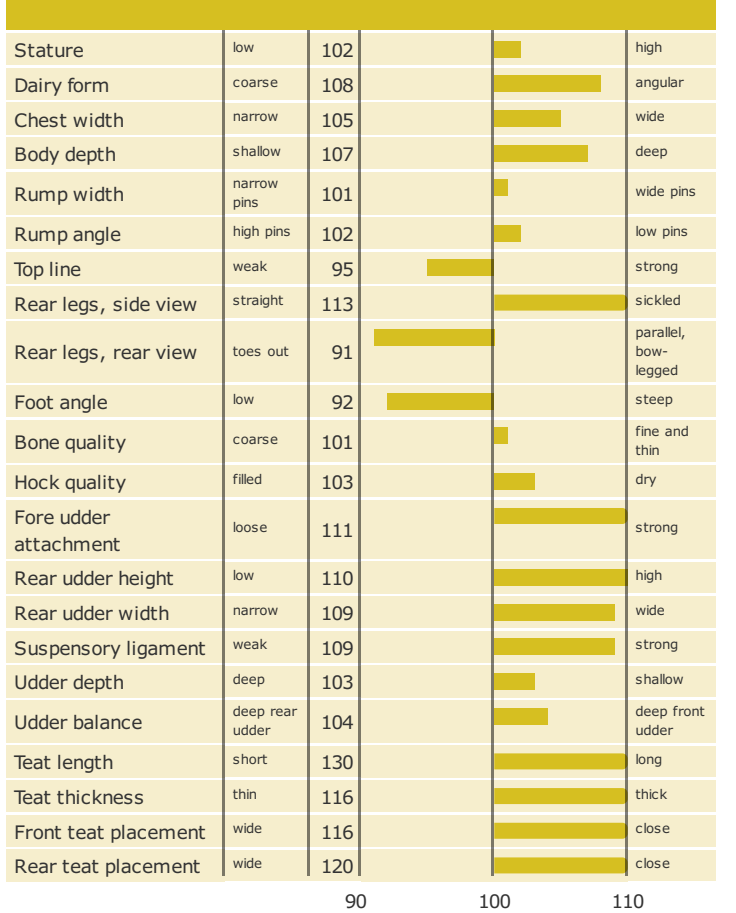 Stature low 102 high
Dairy form coarse 108 angular
Chest width narrow 105 wide
Body depth shallow 107 deep
Rump width narrow pins 101 wide pins
Rump angle high pins 102 low pins
Top line weak 95 strong
Rear legs, side view straight 113 sickled
Rear legs, rear view toes out 91 parallel, bow-legged
Foot angle low 92 steep
Bone quality coarse 101 fine and thin
Hock quality filled 103 dry
Fore udder attachment loose 111 strong
Rear udder height low 110 high
Rear udder width narrow 109 wide
Suspensory ligament weak 109 strong
Udder depth deep 103 shallow
Udder balance deep rear udder 104 deep front udder
Teat length short 130 long
Teat thickness thin 116 thick
Front teat placement wide 116 close
Rear teat placement wide 120 close
90 100 110